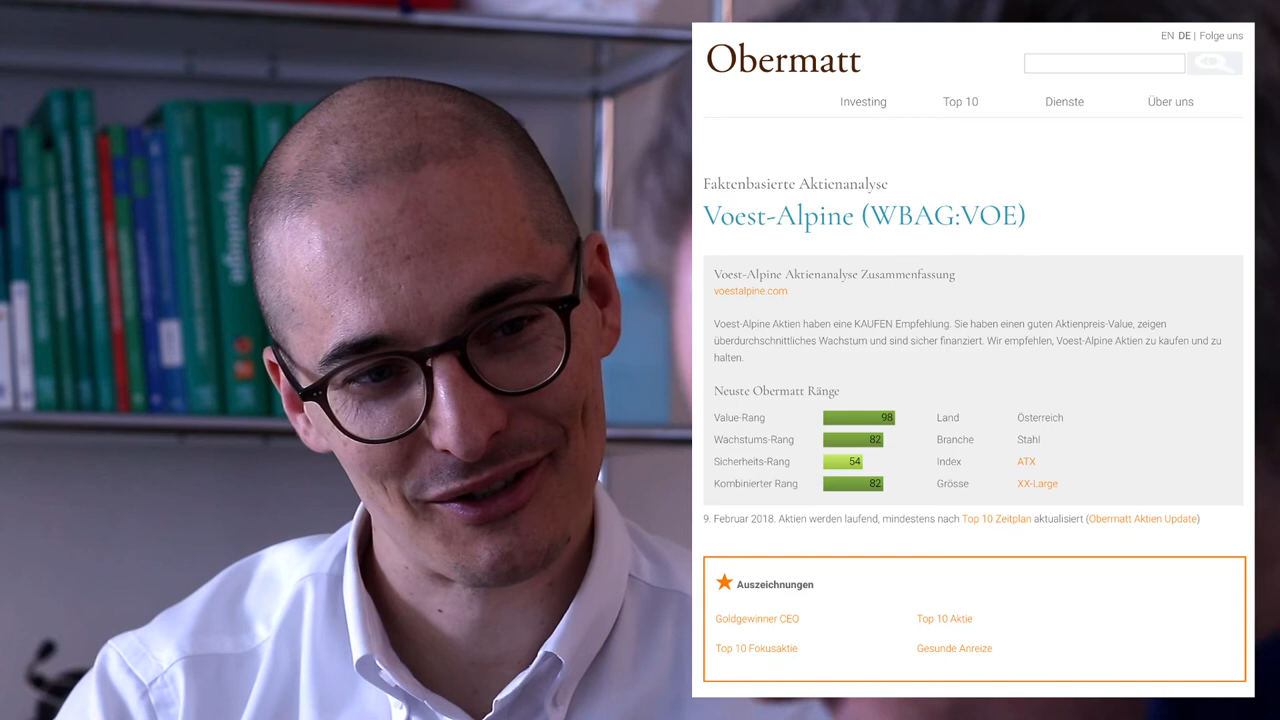 Physiologie
EN DE | Folge uns
Obermatt
Investing Top 10 Dienste Über uns
Faktenbasierte Aktienanalyse
Voest-Alpine (WBAG:VOE)
Voest-Alpine Aktienanalyse Zusammenfassung
voestalpine.com
Voest-Alpine Aktien haben eine KAUFEN Empfehlung. Sie haben einen guten Aktienpreis-Value, zeigen
überdurchschnittliches Wachstum und sind sicher finanziert. Wir empfehlen, Voest-Alpine Aktien zu kaufen und zu
halten.
Neuste Obermatt Ränge
Value-Rang 98 Land Österreich
Wachstums-Rang 82 Branche Stahl
Sicherheits-Rang 54 Index ATX
Kombinierter Rang 82 Grösse XX-Large
9. Februar 2018. Aktien werden laufend, mindestens nach Top 10 Zeitplan aktualisiert (Obermatt Aktien Update)
Auszeichnungen
Goldgewinner CEO Top 10 Aktie
Top 10 Fokusaktie Gesunde Anreize